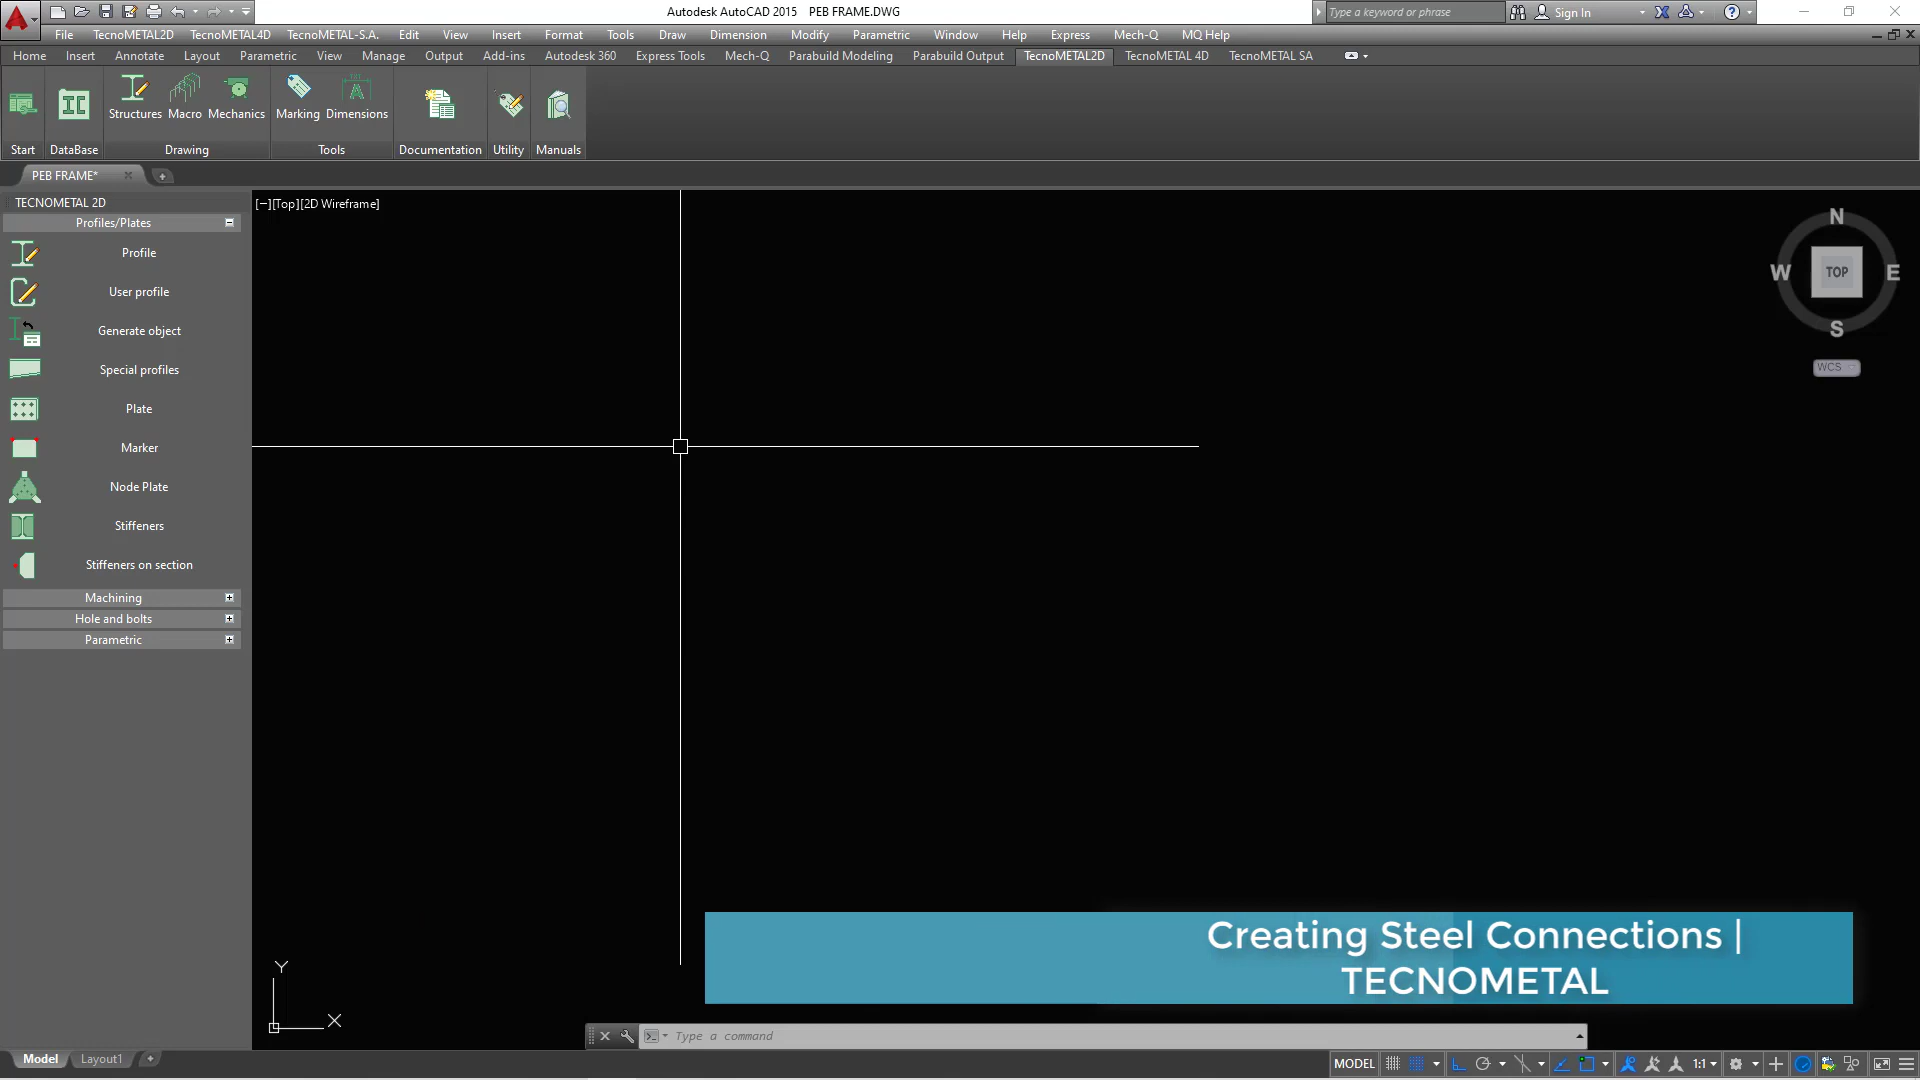 Autodesk AutoCAD 2015 PEB FRAME.DWG
Type a keyword or phrase
Sign In
File TecnoMETAL2D TecnoMETAL4D TecnoMETAL-S.A. Edit View Insert Format Tools Draw Dimension Modify Parametric Window Help Express Mech-Q MQ Help
Home Insert Annotate Layout Parametric View Manage Output Add-ins Autodesk 360 Express Tools Mech-Q Parabuild Modeling Parabuild Output TecnoMETAL2D TecnoMETAL 4D TecnoMETAL SA
Structures Macro Mechanics Marking Dimensions
Start DataBase Drawing Tools Documentation Utility Manuals
PEB FRAME*
TECNOMETAL 2D
Profiles/Plates
Profile
User profile
Generate object
Special profiles
Plate
Marker
Node Plate
Stiffeners
Stiffeners on section
Machining
Hole and bolts
Parametric
[−][Top][2D Wireframe]
N
W TOP E
S
WCS
Creating Steel Connections |
TECNOMETAL
Y
X
Type a command
Model Layout1
MODEL 1:1